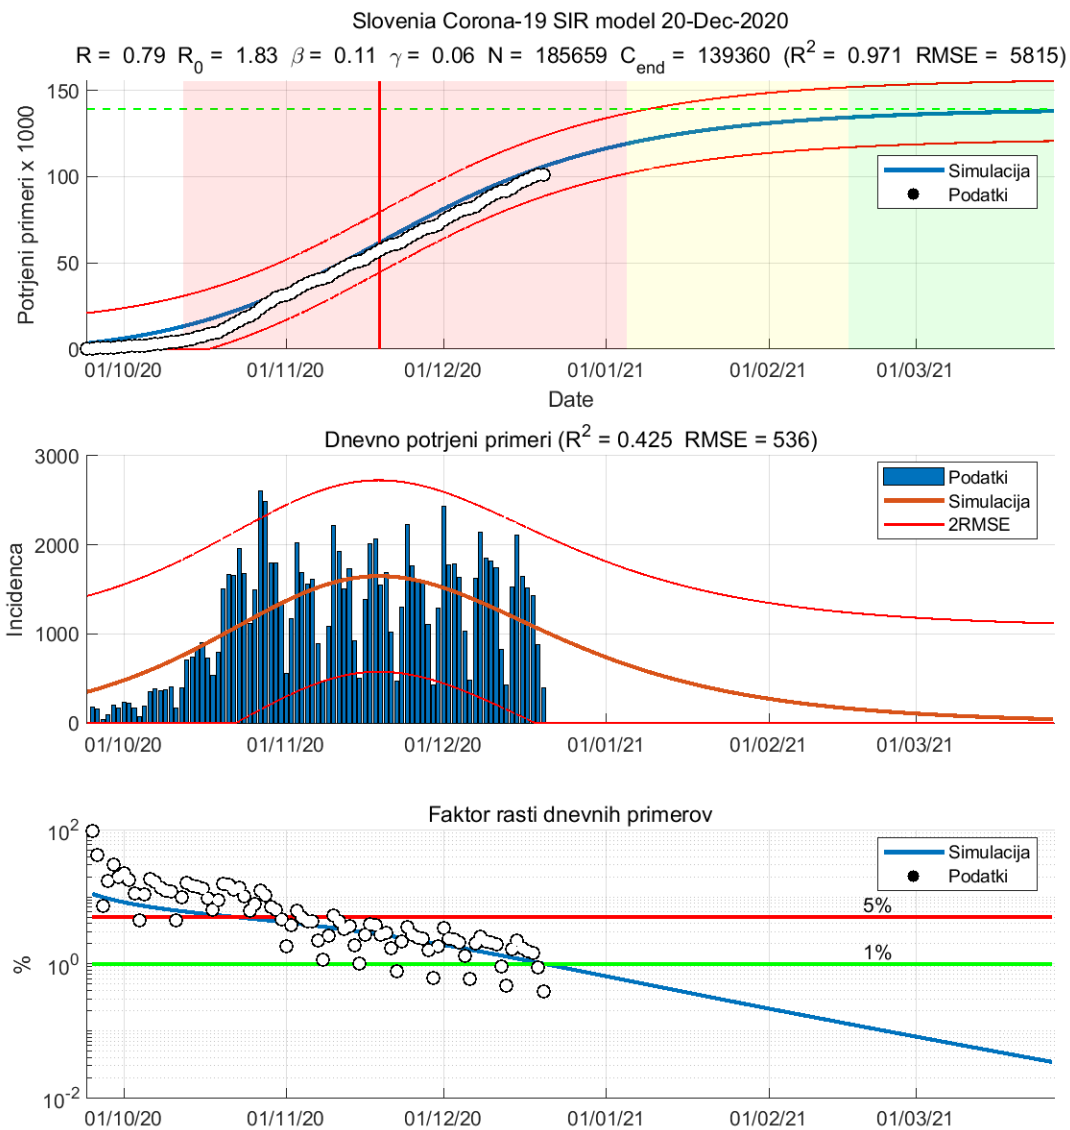 Slovenia Corona-19 SIR model 20-Dec-2020
R = 0.79 R0 = 1.83 β = 0.11 γ = 0.06 N = 185659 Cend = 139360 (R2 = 0.971 RMSE = 5815)
Potrjeni primeri x 1000
150
100
50
0
Simulacija
Podatki
01/10/20 01/11/20 01/12/20 01/01/21 01/02/21 01/03/21
Date
Dnevno potrjeni primeri (R2 = 0.425 RMSE = 536)
Incidenca
3000
2000
1000
0
Podatki
Simulacija
2RMSE
01/10/20 01/11/20 01/12/20 01/01/21 01/02/21 01/03/21
Faktor rasti dnevnih primerov
%
10^2
10^0
10^-2
Simulacija
Podatki
5%
1%
01/10/20 01/11/20 01/12/20 01/01/21 01/02/21 01/03/21